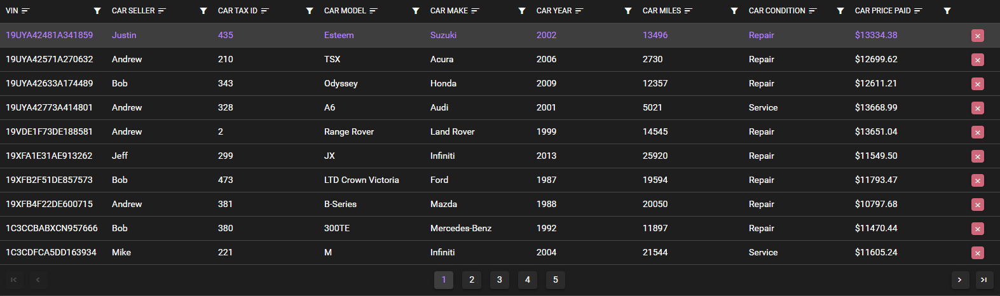 VIN CAR SELLER CAR TAX ID CAR MODEL CAR MAKE CAR YEAR CAR MILES CAR CONDITION CAR PRICE PAID
19UYA42481A341859 Justin 435 Esteem Suzuki 2002 13496 Repair $13334.38
19UYA42571A270632 Andrew 210 TSX Acura 2006 2730 Repair $12699.62
19UYA42633A174489 Bob 343 Odyssey Honda 2009 12357 Repair $12611.21
19UYA42773A414801 Andrew 328 A6 Audi 2001 5021 Service $13668.99
19VDE1F73DE188581 Andrew 2 Range Rover Land Rover 1999 14545 Repair $13651.04
19XFA1E31AE913262 Jeff 299 JX Infiniti 2013 25920 Repair $11549.50
19XFB2F51DE857573 Bob 473 LTD Crown Victoria Ford 1987 19594 Repair $11793.47
19XFB4F22DE600715 Andrew 381 B-Series Mazda 1988 20050 Repair $10797.68
1C3CCBABXCN957666 Bob 380 300TE Mercedes-Benz 1992 11897 Repair $11470.44
1C3CDFCA5DD163934 Mike 221 M Infiniti 2004 21544 Service $11605.24
1 2 3 4 5